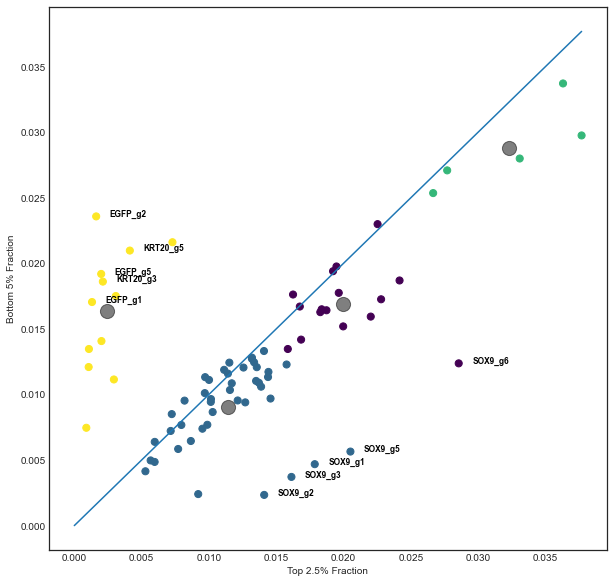 0.035
0.030
0.025
0.020
0.015
0.010
0.005
0.000
Bottom 5% Fraction
EGFP_g2
KRT20_g5
EGFP_g5
KRT20_g3
EGFP_g1
SOX9_g6
SOX9_g5
SOX9_g1
SOX9_g3
SOX9_g2
0.000 0.005 0.010 0.015 0.020 0.025 0.030 0.035
Top 2.5% Fraction